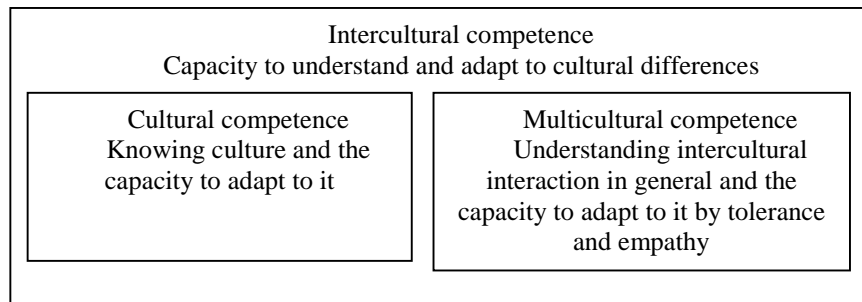 Intercultural competence
Capacity to understand and adapt to cultural differences
Cultural competence
Knowing culture and the
capacity to adapt to it
Multicultural competence
Understanding intercultural
interaction in general and the
capacity to adapt to it by tolerance
and empathy